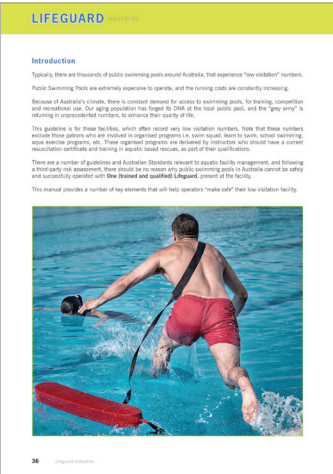 LIFEGUARD industries
Introduction
Typically, there are thousands of public swimming pools around Australia, that experience "low visitation" numbers.
Public Swimming Pools are extremely expensive to operate, and the running costs are constantly increasing.
Because of Australia's climate, there is constant demand for access to swimming pools, for training, competition
and recreational use. Our aging population has forged its DNA at the local public pool, and the "grey army" is
returning in unprecedented numbers, to enhance their quality of life.
This guideline is for those facilities, which often record very low visitation numbers. Note that these numbers
exclude those patrons who are involved in organised programs i.e, swim squad, learn to swim, school swimming,
aqua exercise programs, etc. These organised programs are delivered by instructors who should have a current
resuscitation certificate and training in aquatic based rescues, as part of their qualifications.
There are a number of guidelines and Australian Standards relevant to aquatic facility management, and following
a third-party risk assessment, there should be no reason why public swimming pools in Australia cannot be safely
and successfully operated with One (trained and qualified) Lifeguard, present at the facility.
This manual provides a number of key elements that will help operators "make safe" their low visitation facility.
36 Lifeguard Industries